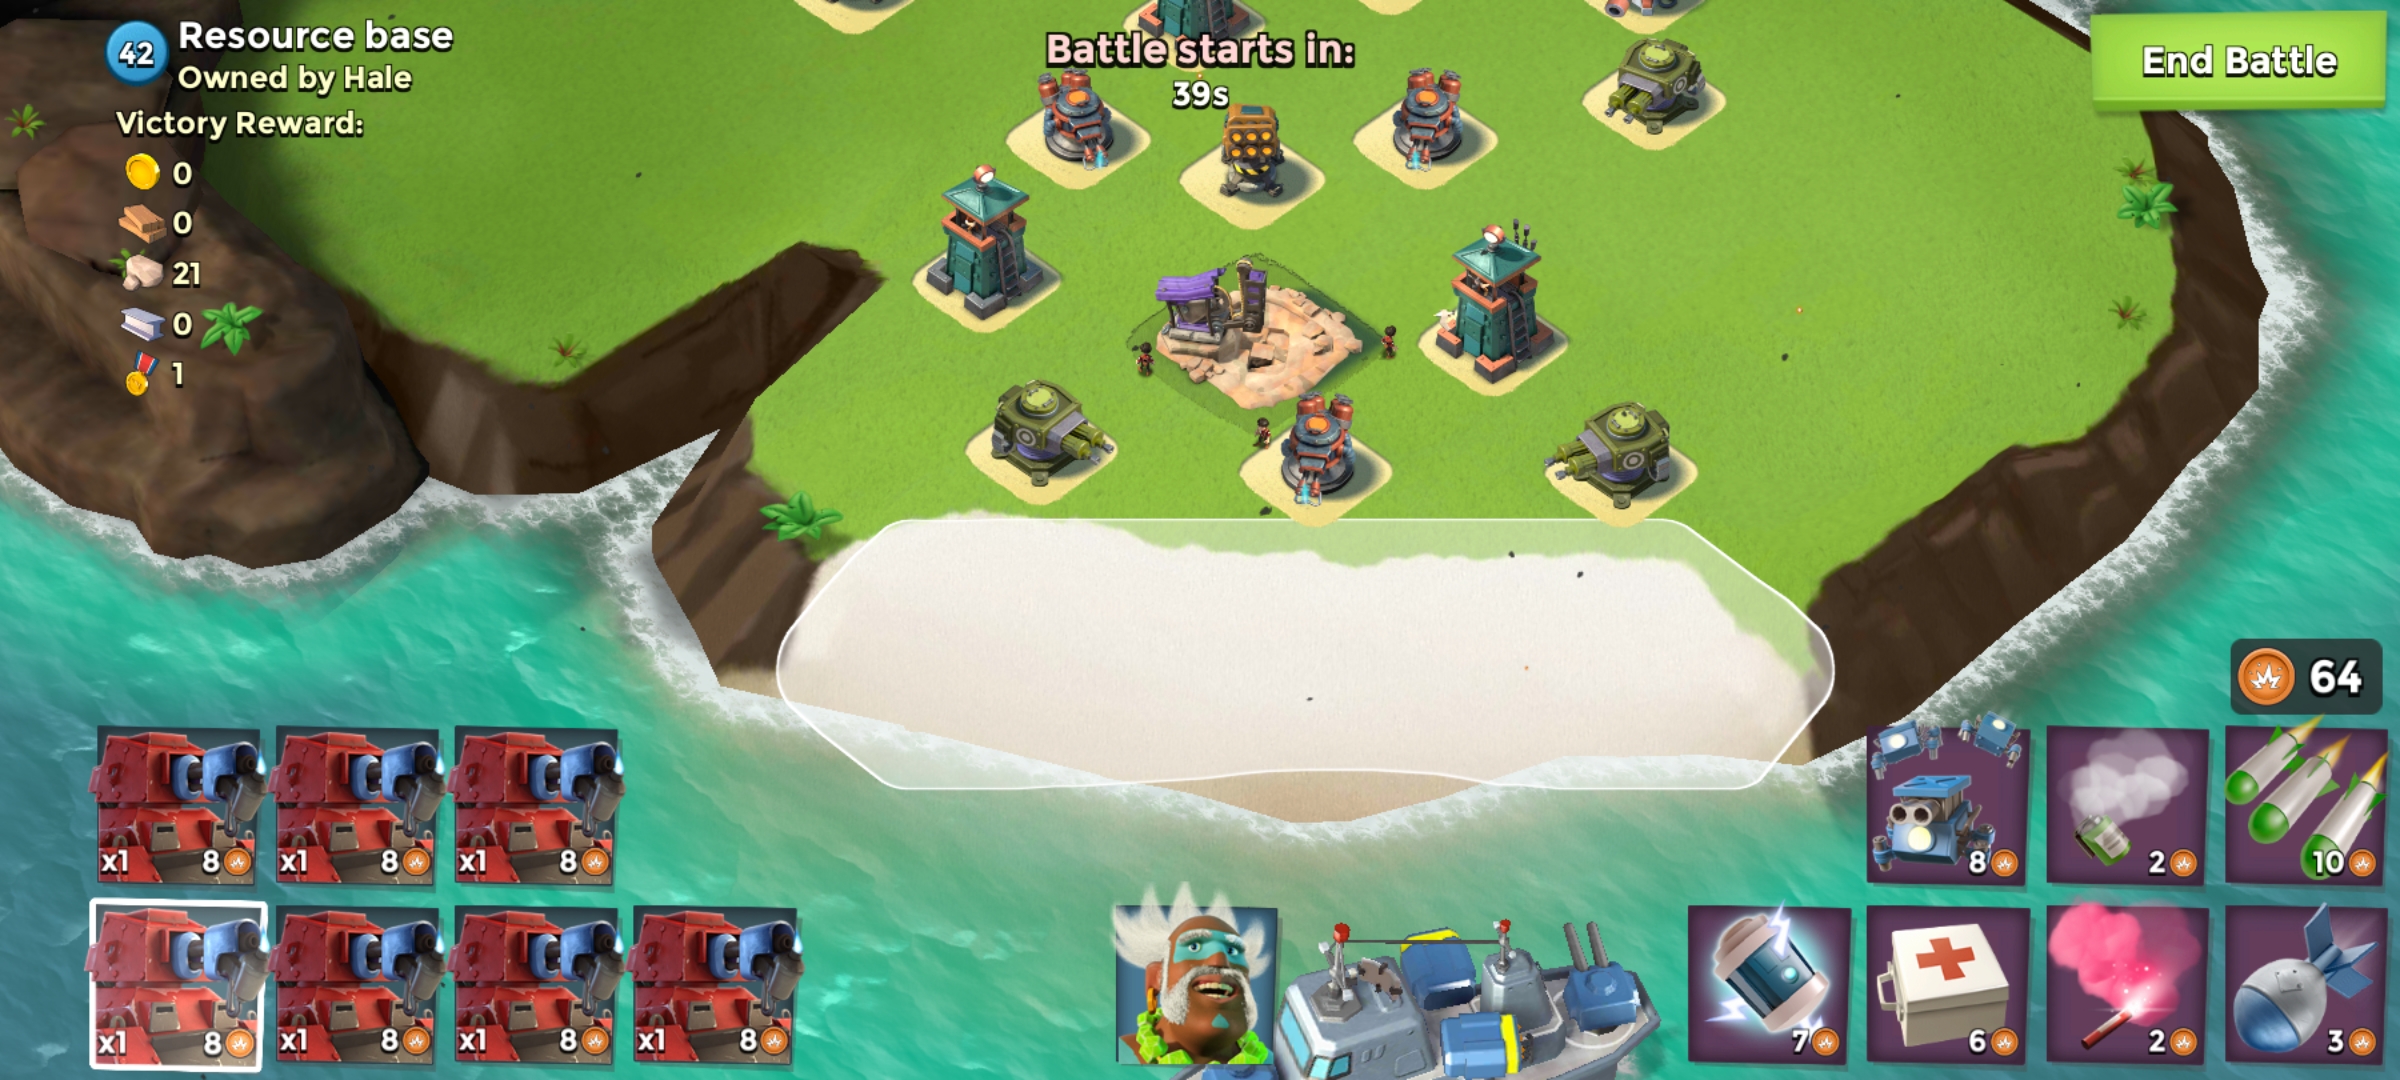 42
Resource base
Owned by Hale
Victory Reward:
0
0
21
0
1
Battle starts in:
39s
End Battle
64
x1 8
x1 8
x1 8
8
2
10
x1 8
x1 8
x1 8
x1 8
7
6
2
3